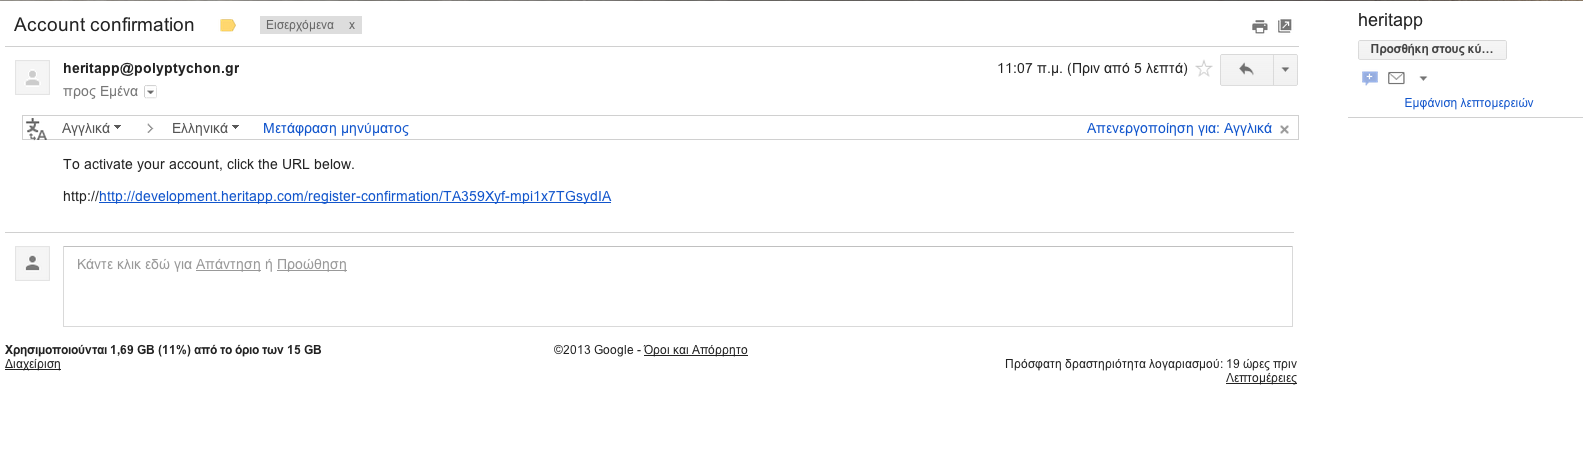 Account confirmation
Εισερχόμενα x
heritapp@polyptychon.gr
11:07 π.μ. (Πριν από 5 λεπτά)
προς Εμένα
Αγγλικά
Ελληνικά
Μετάφραση μηνύματος
Απενεργοποίηση για: Αγγλικά
To activate your account, click the URL below.
http://http://development.heritapp.com/register-confirmation/TA359Xyf-mpi1x7TGsydIA
Κάντε κλικ εδώ για Απάντηση ή Προώθηση
Χρησιμοποιούνται 1,69 GB (11%) από το όριο των 15 GB
Διαχείριση
©2013 Google - Όροι και Απόρρητο
Πρόσφατη δραστηριότητα λογαριασμού: 19 ώρες πριν
Λεπτομέρειες
heritapp
Προσθήκη στους κύ...
Εμφάνιση λεπτομερειών